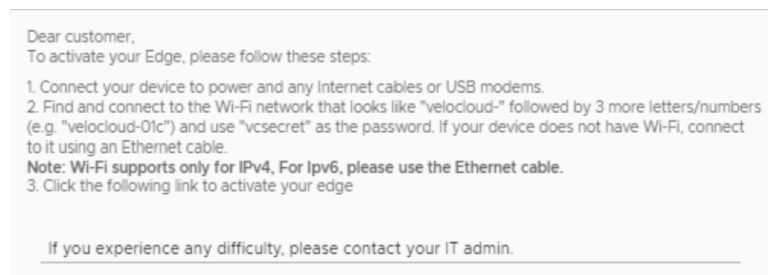 Dear customer,
To activate your Edge, please follow these steps:
1. Connect your device to power and any Internet cables or USB modems.
2. Find and connect to the Wi-Fi network that looks like "velocloud-" followed by 3 more letters/numbers
(e.g. "velocloud-01c") and use "vcsecret" as the password. If your device does not have Wi-Fi, connect
to it using an Ethernet cable.
Note: Wi-Fi supports only for IPv4, For Ipv6, please use the Ethernet cable.
3. Click the following link to activate your edge
If you experience any difficulty, please contact your IT admin.